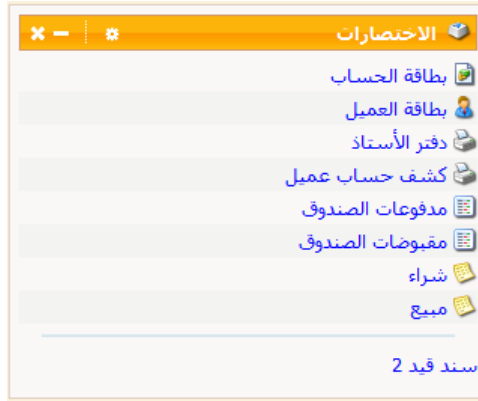 الاختصارات
بطاقة الحساب
بطاقة العميل
دفتر الأستاذ
كشف حساب عميل
مدفوعات الصندوق
مقبوضات الصندوق
شراء
مبيع
سند قيد 2